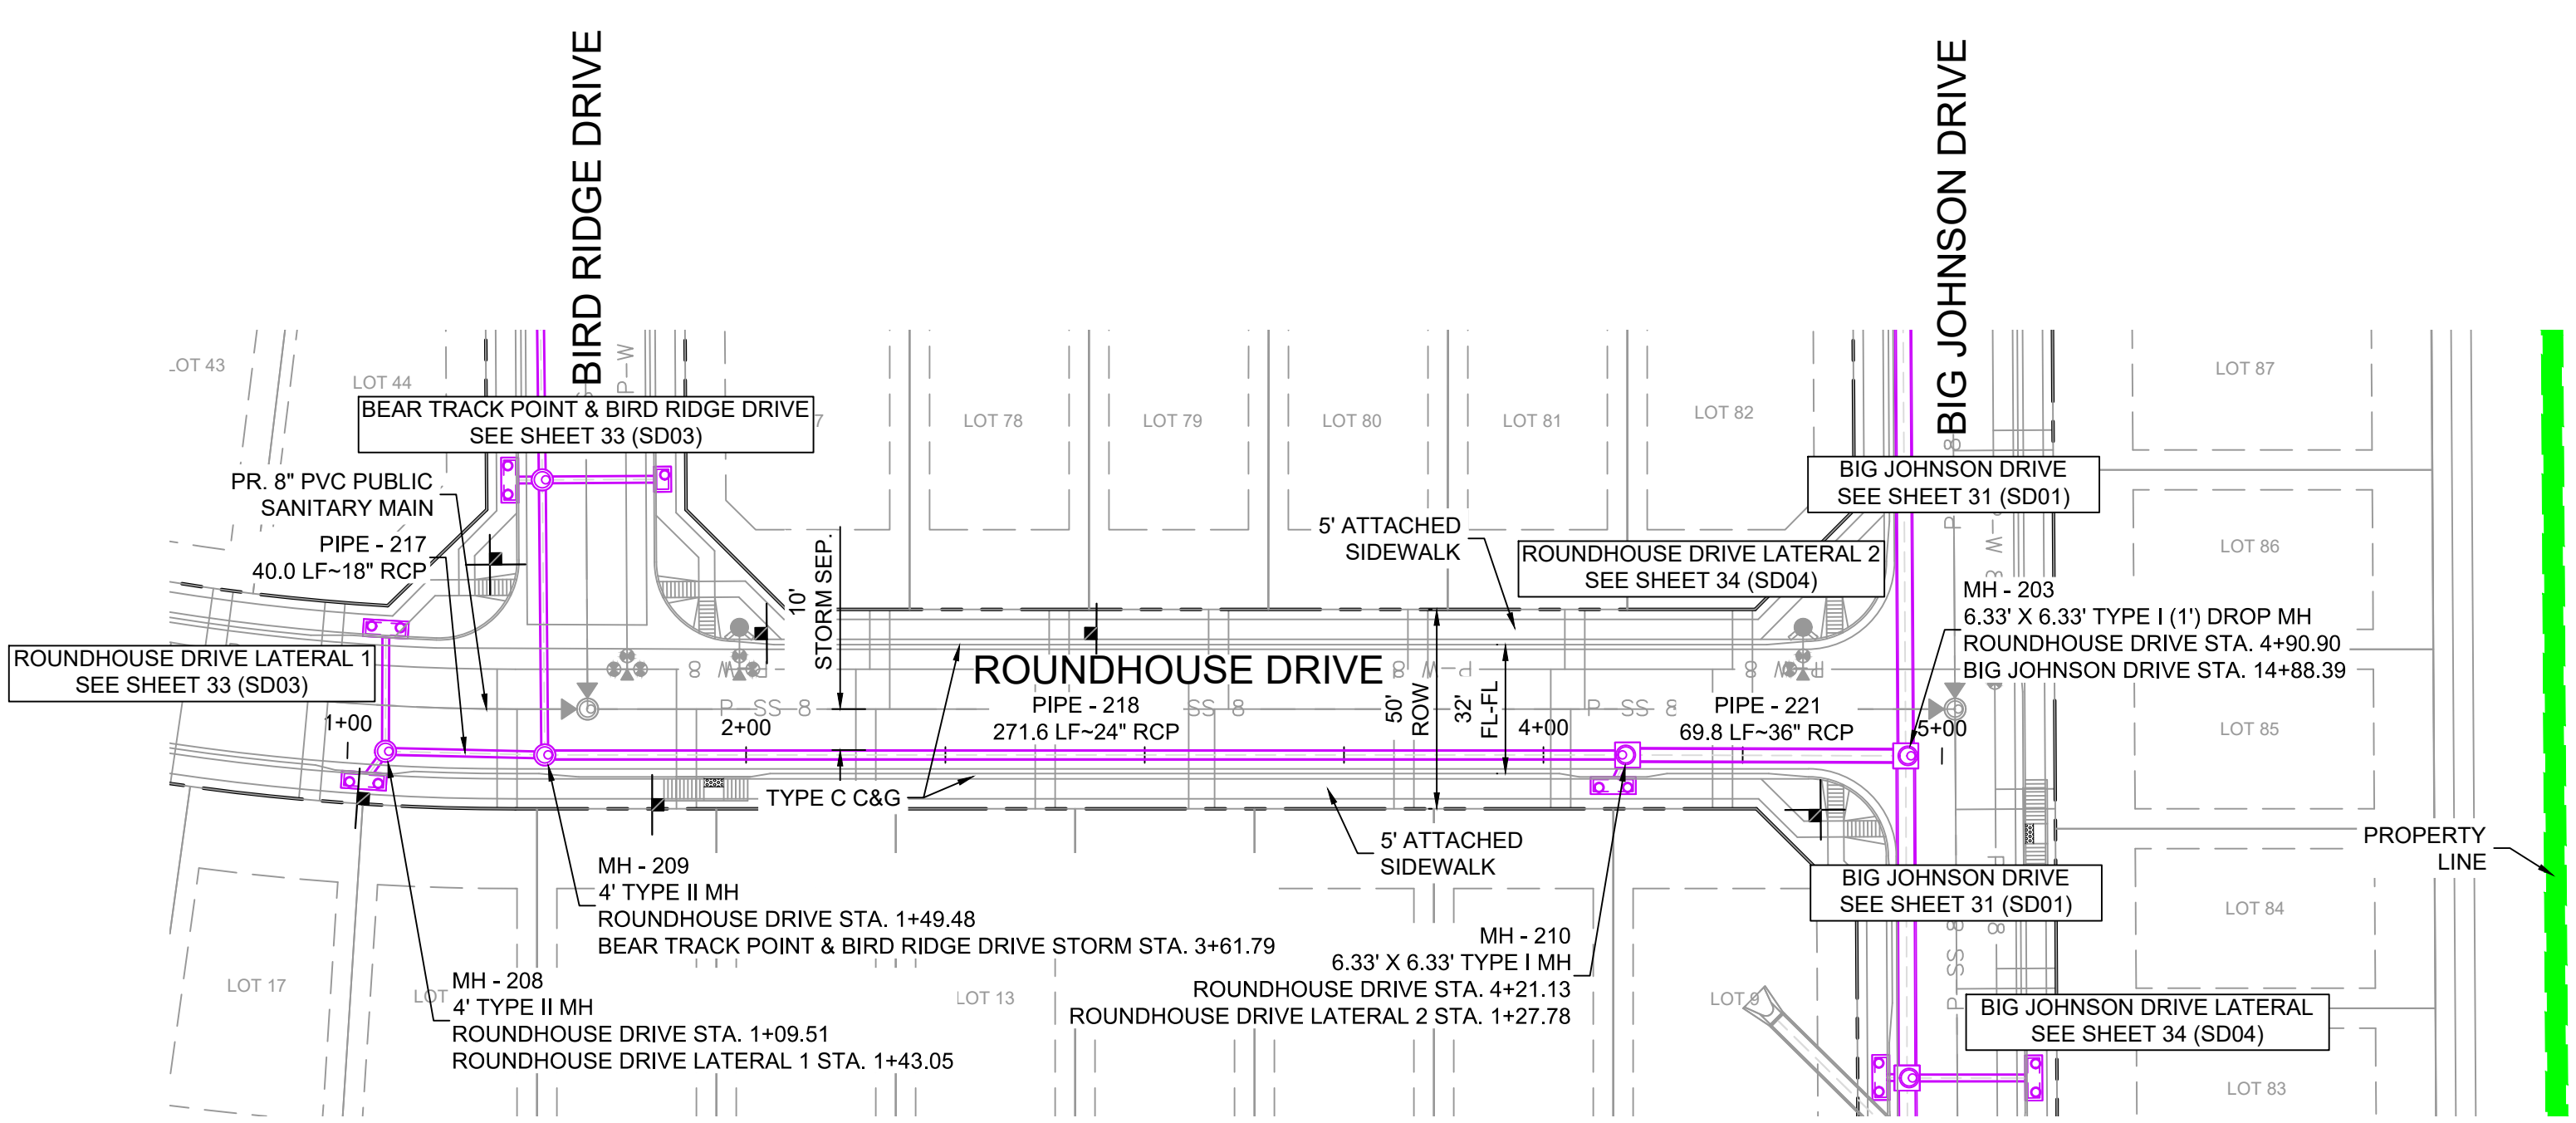 BIRD RIDGE DRIVE
BIG JOHNSON DRIVE
LOT 44
LOT 78
LOT 79
LOT 80
LOT 81
LOT 82
LOT 87
BEAR TRACK POINT & BIRD RIDGE DRIVE
SEE SHEET 33 (SD03)
P-W
PR. 8" PVC PUBLIC
SANITARY MAIN
PIPE - 217
40.0 LF~18" RCP
10'
STORM SEP.
5' ATTACHED
SIDEWALK
ROUNDHOUSE DRIVE LATERAL 2
SEE SHEET 34 (SD04)
BIG JOHNSON DRIVE
SEE SHEET 31 (SD01)
LOT 86
MH - 203
6.33' X 6.33' TYPE I (1') DROP MH
ROUNDHOUSE DRIVE STA. 4+90.90
BIG JOHNSON DRIVE STA. 14+88.39
ROUNDHOUSE DRIVE LATERAL 1
SEE SHEET 33 (SD03)
ROUNDHOUSE DRIVE
P-W 8
PIPE - 218
271.6 LF~24" RCP
P SS 8
SS 8
P SS 8
50'
ROW
32'
FL-FL
PIPE - 221
69.8 LF~36" RCP
1+00
2+00
4+00
5+00
LOT 85
TYPE C C&G
5' ATTACHED
SIDEWALK
PROPERTY
LINE
MH - 209
4' TYPE II MH
ROUNDHOUSE DRIVE STA. 1+49.48
BEAR TRACK POINT & BIRD RIDGE DRIVE STORM STA. 3+61.79
BIG JOHNSON DRIVE
SEE SHEET 31 (SD01)
LOT 84
MH - 210
6.33' X 6.33' TYPE I MH
ROUNDHOUSE DRIVE STA. 4+21.13
ROUNDHOUSE DRIVE LATERAL 2 STA. 1+27.78
LOT 17
LOT
MH - 208
4' TYPE II MH
ROUNDHOUSE DRIVE STA. 1+09.51
ROUNDHOUSE DRIVE LATERAL 1 STA. 1+43.05
LOT 13
LOT 9
P SS 8
BIG JOHNSON DRIVE LATERAL
SEE SHEET 34 (SD04)
LOT 83